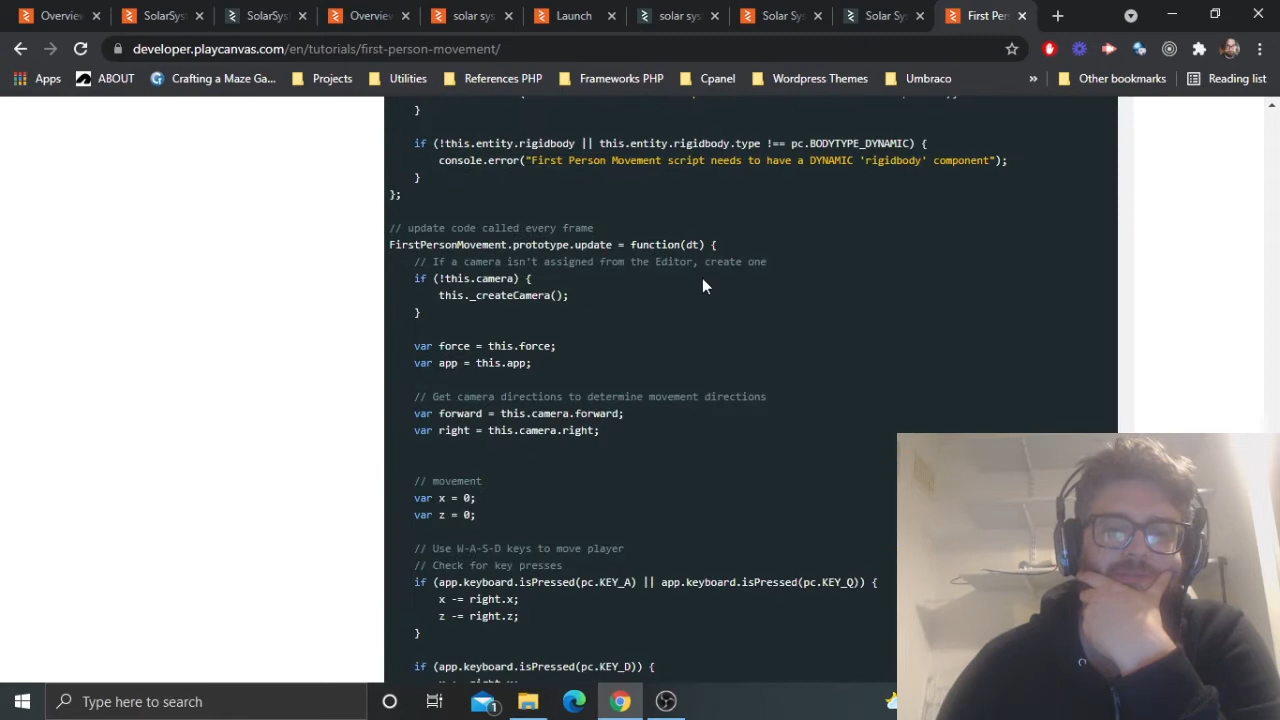 Overview
SolarSys
SolarSys
Overview
solar sys
Launch
solar sys
Solar Sy
Solar Sy
First Per
developer.playcanvas.com/en/tutorials/first-person-movement/
Apps
ABOUT
Crafting a Maze Ga...
Projects
Utilities
References PHP
Frameworks PHP
Cpanel
Wordpress Themes
Umbraco
»
Other bookmarks
Reading list
}
if (!this.entity.rigidbody || this.entity.rigidbody.type !== pc.BODYTYPE_DYNAMIC) {
console.error("First Person Movement script needs to have a DYNAMIC 'rigidbody' component");
}
};
// update code called every frame
FirstPersonMovement.prototype.update = function(dt) {
// If a camera isn't assigned from the Editor, create one
if (!this.camera) {
this._createCamera();
}
var force = this.force;
var app = this.app;
// Get camera directions to determine movement directions
var forward = this.camera.forward;
var right = this.camera.right;
// movement
var x = 0;
var z = 0;
// Use W-A-S-D keys to move player
// Check for key presses
if (app.keyboard.isPressed(pc.KEY_A) || app.keyboard.isPressed(pc.KEY_Q)) {
x -= right.x;
z -= right.z;
}
if (app.keyboard.isPressed(pc.KEY_D)) {
Type here to search
1